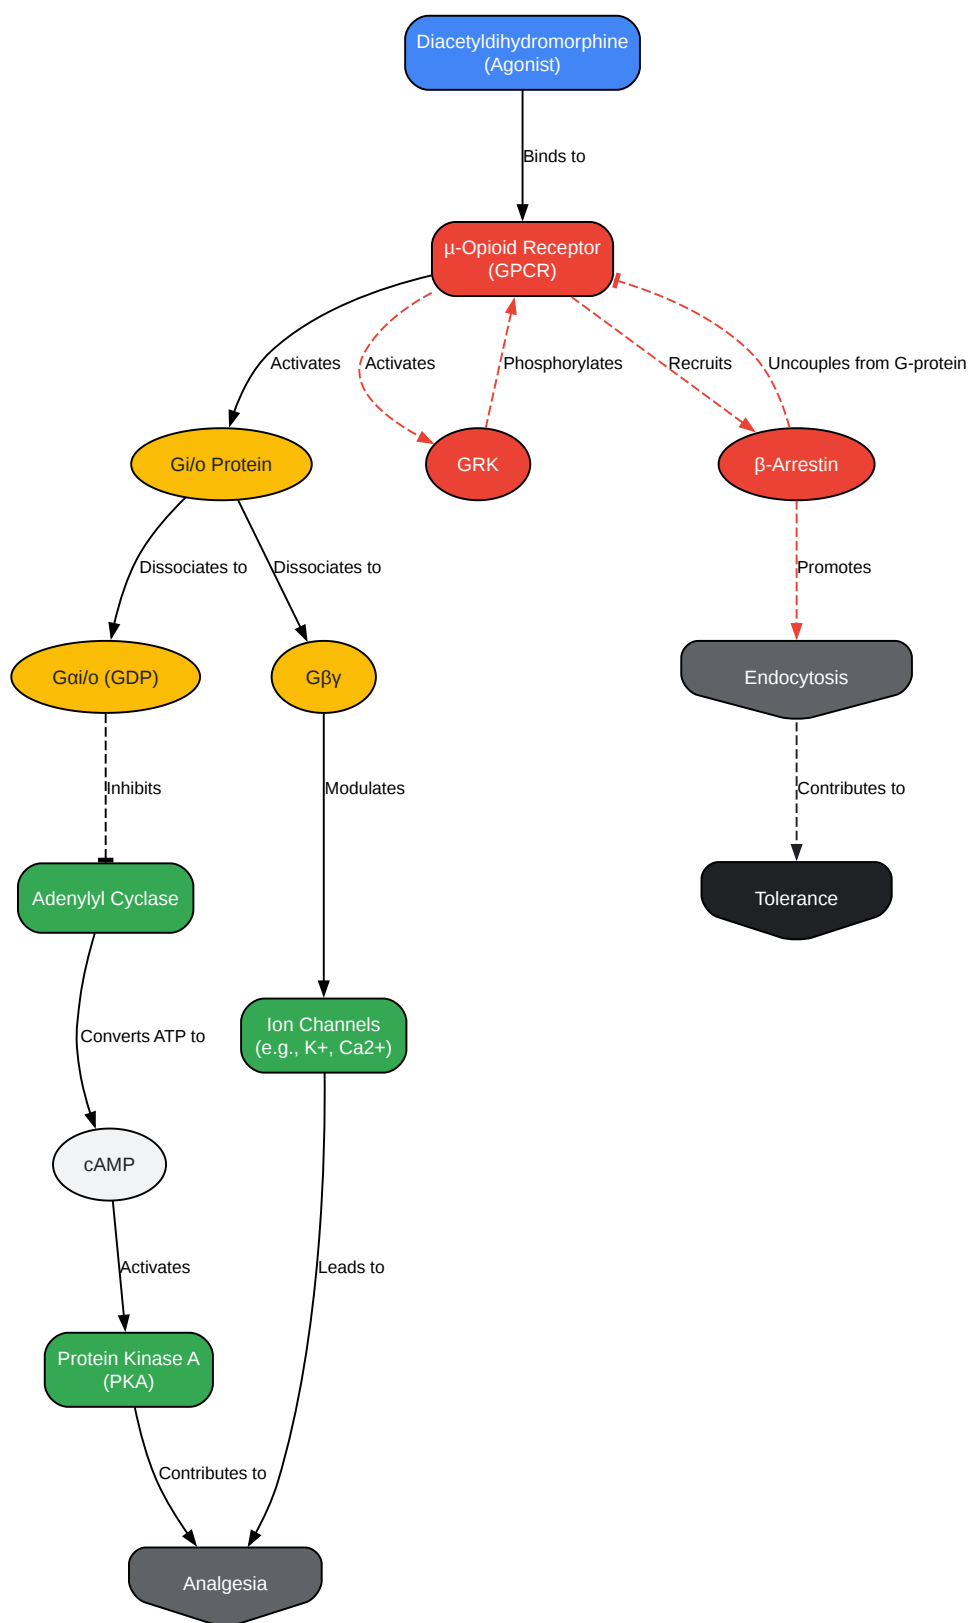 Diacetyldihydromorphine
(Agonist)
Binds to
µ-Opioid Receptor
(GPCR)
Activates
Activates
Phosphorylates
Recruits
Uncouples from G-protein
Gi/o Protein
GRK
β-Arrestin
Dissociates to
Dissociates to
Promotes
Gαi/o (GDP)
Gβγ
Endocytosis
Inhibits
Modulates
Contributes to
Adenylyl Cyclase
Tolerance
Ion Channels
(e.g., K+, Ca2+)
Converts ATP to
cAMP
Activates
Leads to
Protein Kinase A
(PKA)
Contributes to
Analgesia